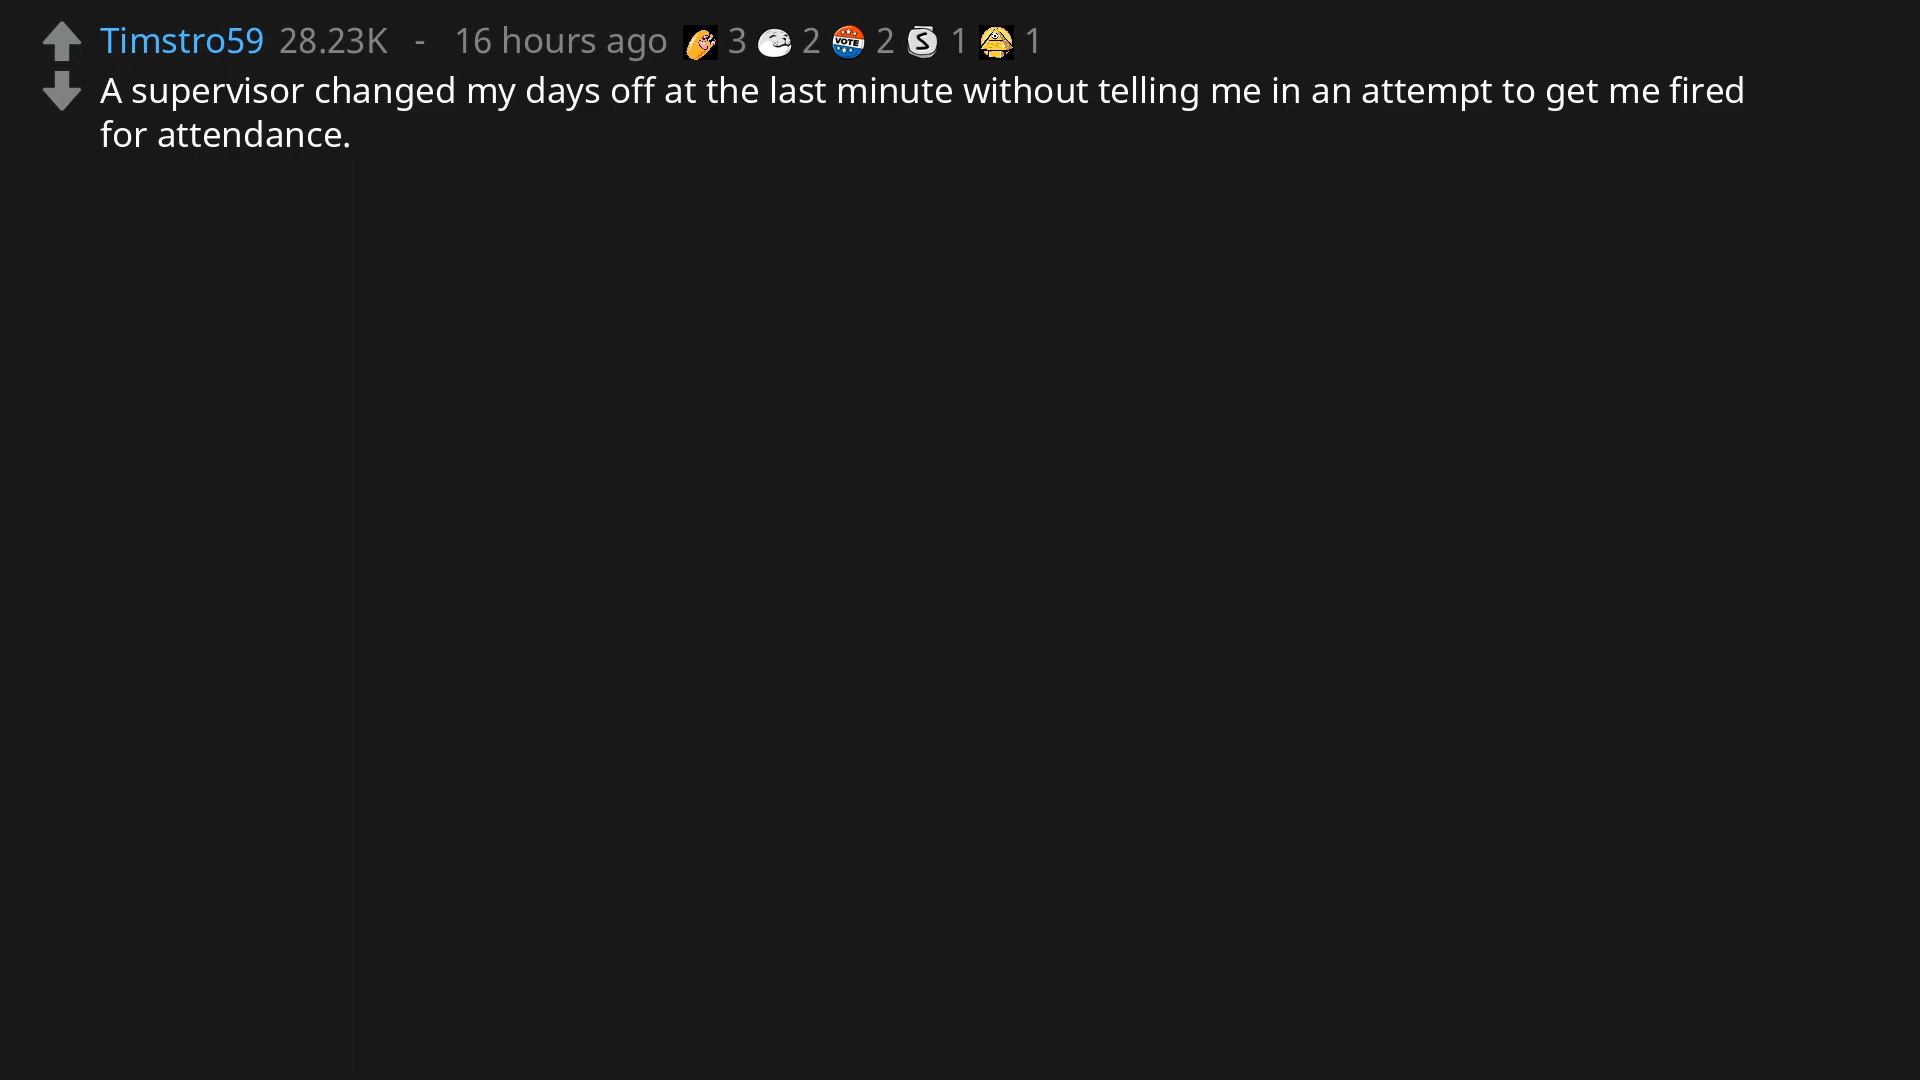 Timstro59 28.23K - 16 hours ago 3 2 VOTE 2 S 1 1
A supervisor changed my days off at the last minute without telling me in an attempt to get me fired
for attendance.